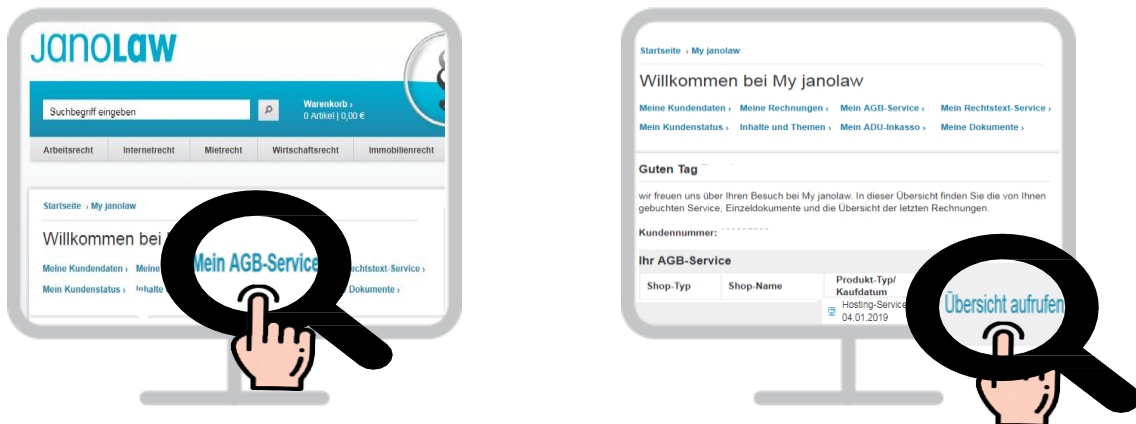 Janolaw
Suchbegriff eingeben
Warenkorb ›
0 Artikel | 0,00 €
Arbeitsrecht Internetrecht Mietrecht Wirtschaftsrecht Immobilienrecht
Startseite › My janolaw
Willkommen bei
Meine Kundendaten › Meine
Mein AGB-Service
chtstext-Service ›
Mein Kundenstatus › Inhalte
Dokumente ›
Startseite › My janolaw
Willkommen bei My janolaw
Meine Kundendaten › Meine Rechnungen › Mein AGB-Service › Mein Rechtstext-Service ›
Mein Kundenstatus › Inhalte und Themen › Mein ADU-Inkasso › Meine Dokumente ›
Guten Tag
wir freuen uns über Ihren Besuch bei My janolaw. In dieser Übersicht finden Sie die von Ihnen
gebuchten Service, Einzeldokumente und die Übersicht der letzten Rechnungen.
Kundennummer:
Ihr AGB-Service
Shop-Typ Shop-Name Produkt-Typ/
Kaufdatum
Hosting-Service
04.01.2019
Übersicht aufrufen